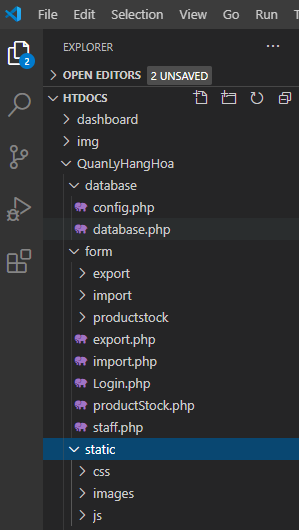 File Edit Selection View Go Run T
EXPLORER
2
OPEN EDITORS 2 UNSAVED
HTDOCS
dashboard
img
QuanLyHangHoa
database
config.php
database.php
form
export
import
productstock
export.php
import.php
Login.php
productStock.php
staff.php
static
css
images
js